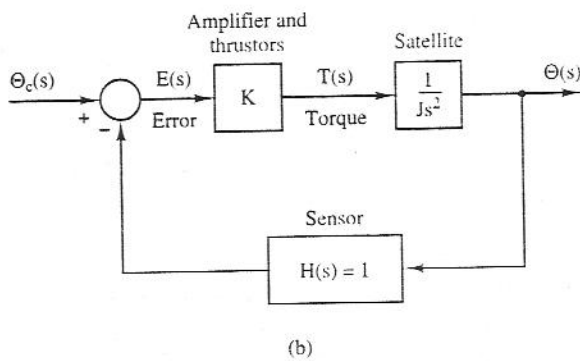 Amplifier and
thrustors
Satellite
Θc(s)
E(s)
K
T(s)
1
Js²
Θ(s)
+
−
Error
Torque
Sensor
H(s) = 1
(b)